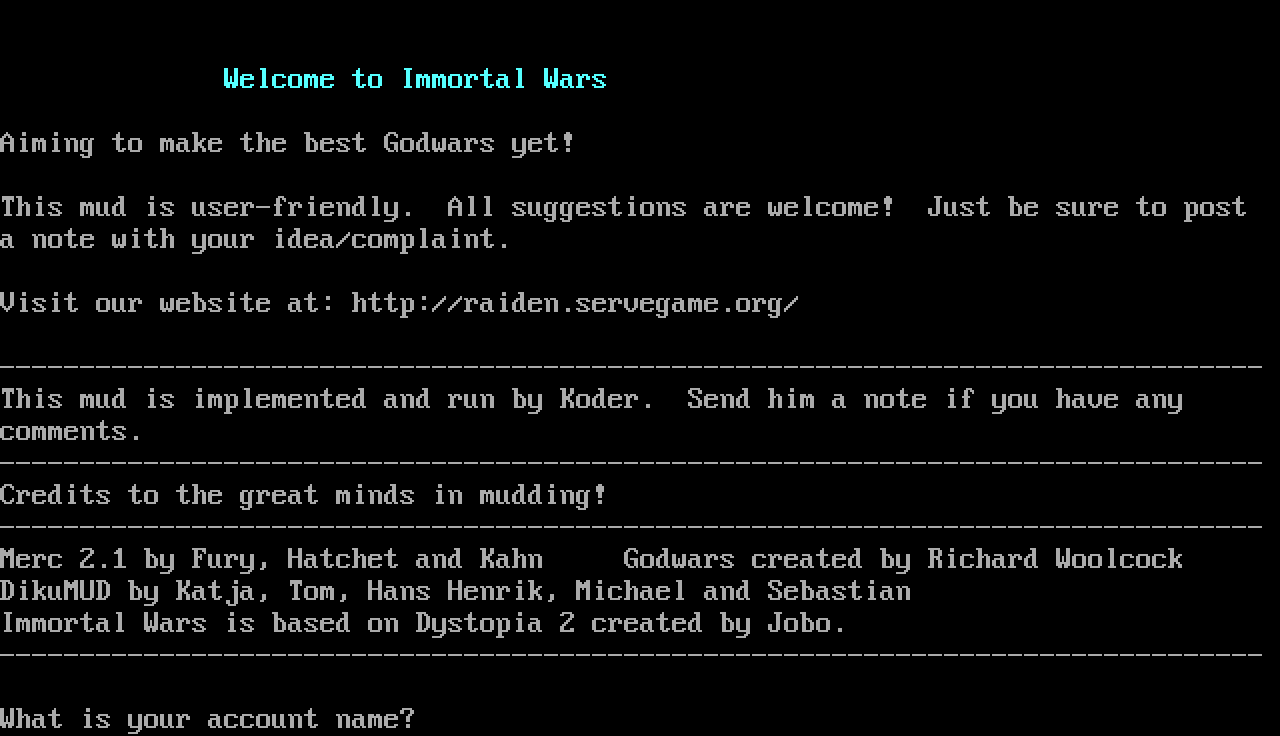 Welcome to Immortal Wars
Aiming to make the best Godwars yet!
This mud is user-friendly.  All suggestions are welcome!  Just be sure to post
a note with your idea/complaint.
Visit our website at: http://raiden.servegame.org/
-------------------------------------------------------------------------------
This mud is implemented and run by Koder.  Send him a note if you have any
comments.
-------------------------------------------------------------------------------
Credits to the great minds in mudding!
-------------------------------------------------------------------------------
Merc 2.1 by Fury, Hatchet and Kahn     Godwars created by Richard Woolcock
DikuMUD by Katja, Tom, Hans Henrik, Michael and Sebastian
Immortal Wars is based on Dystopia 2 created by Jobo.
-------------------------------------------------------------------------------
What is your account name?